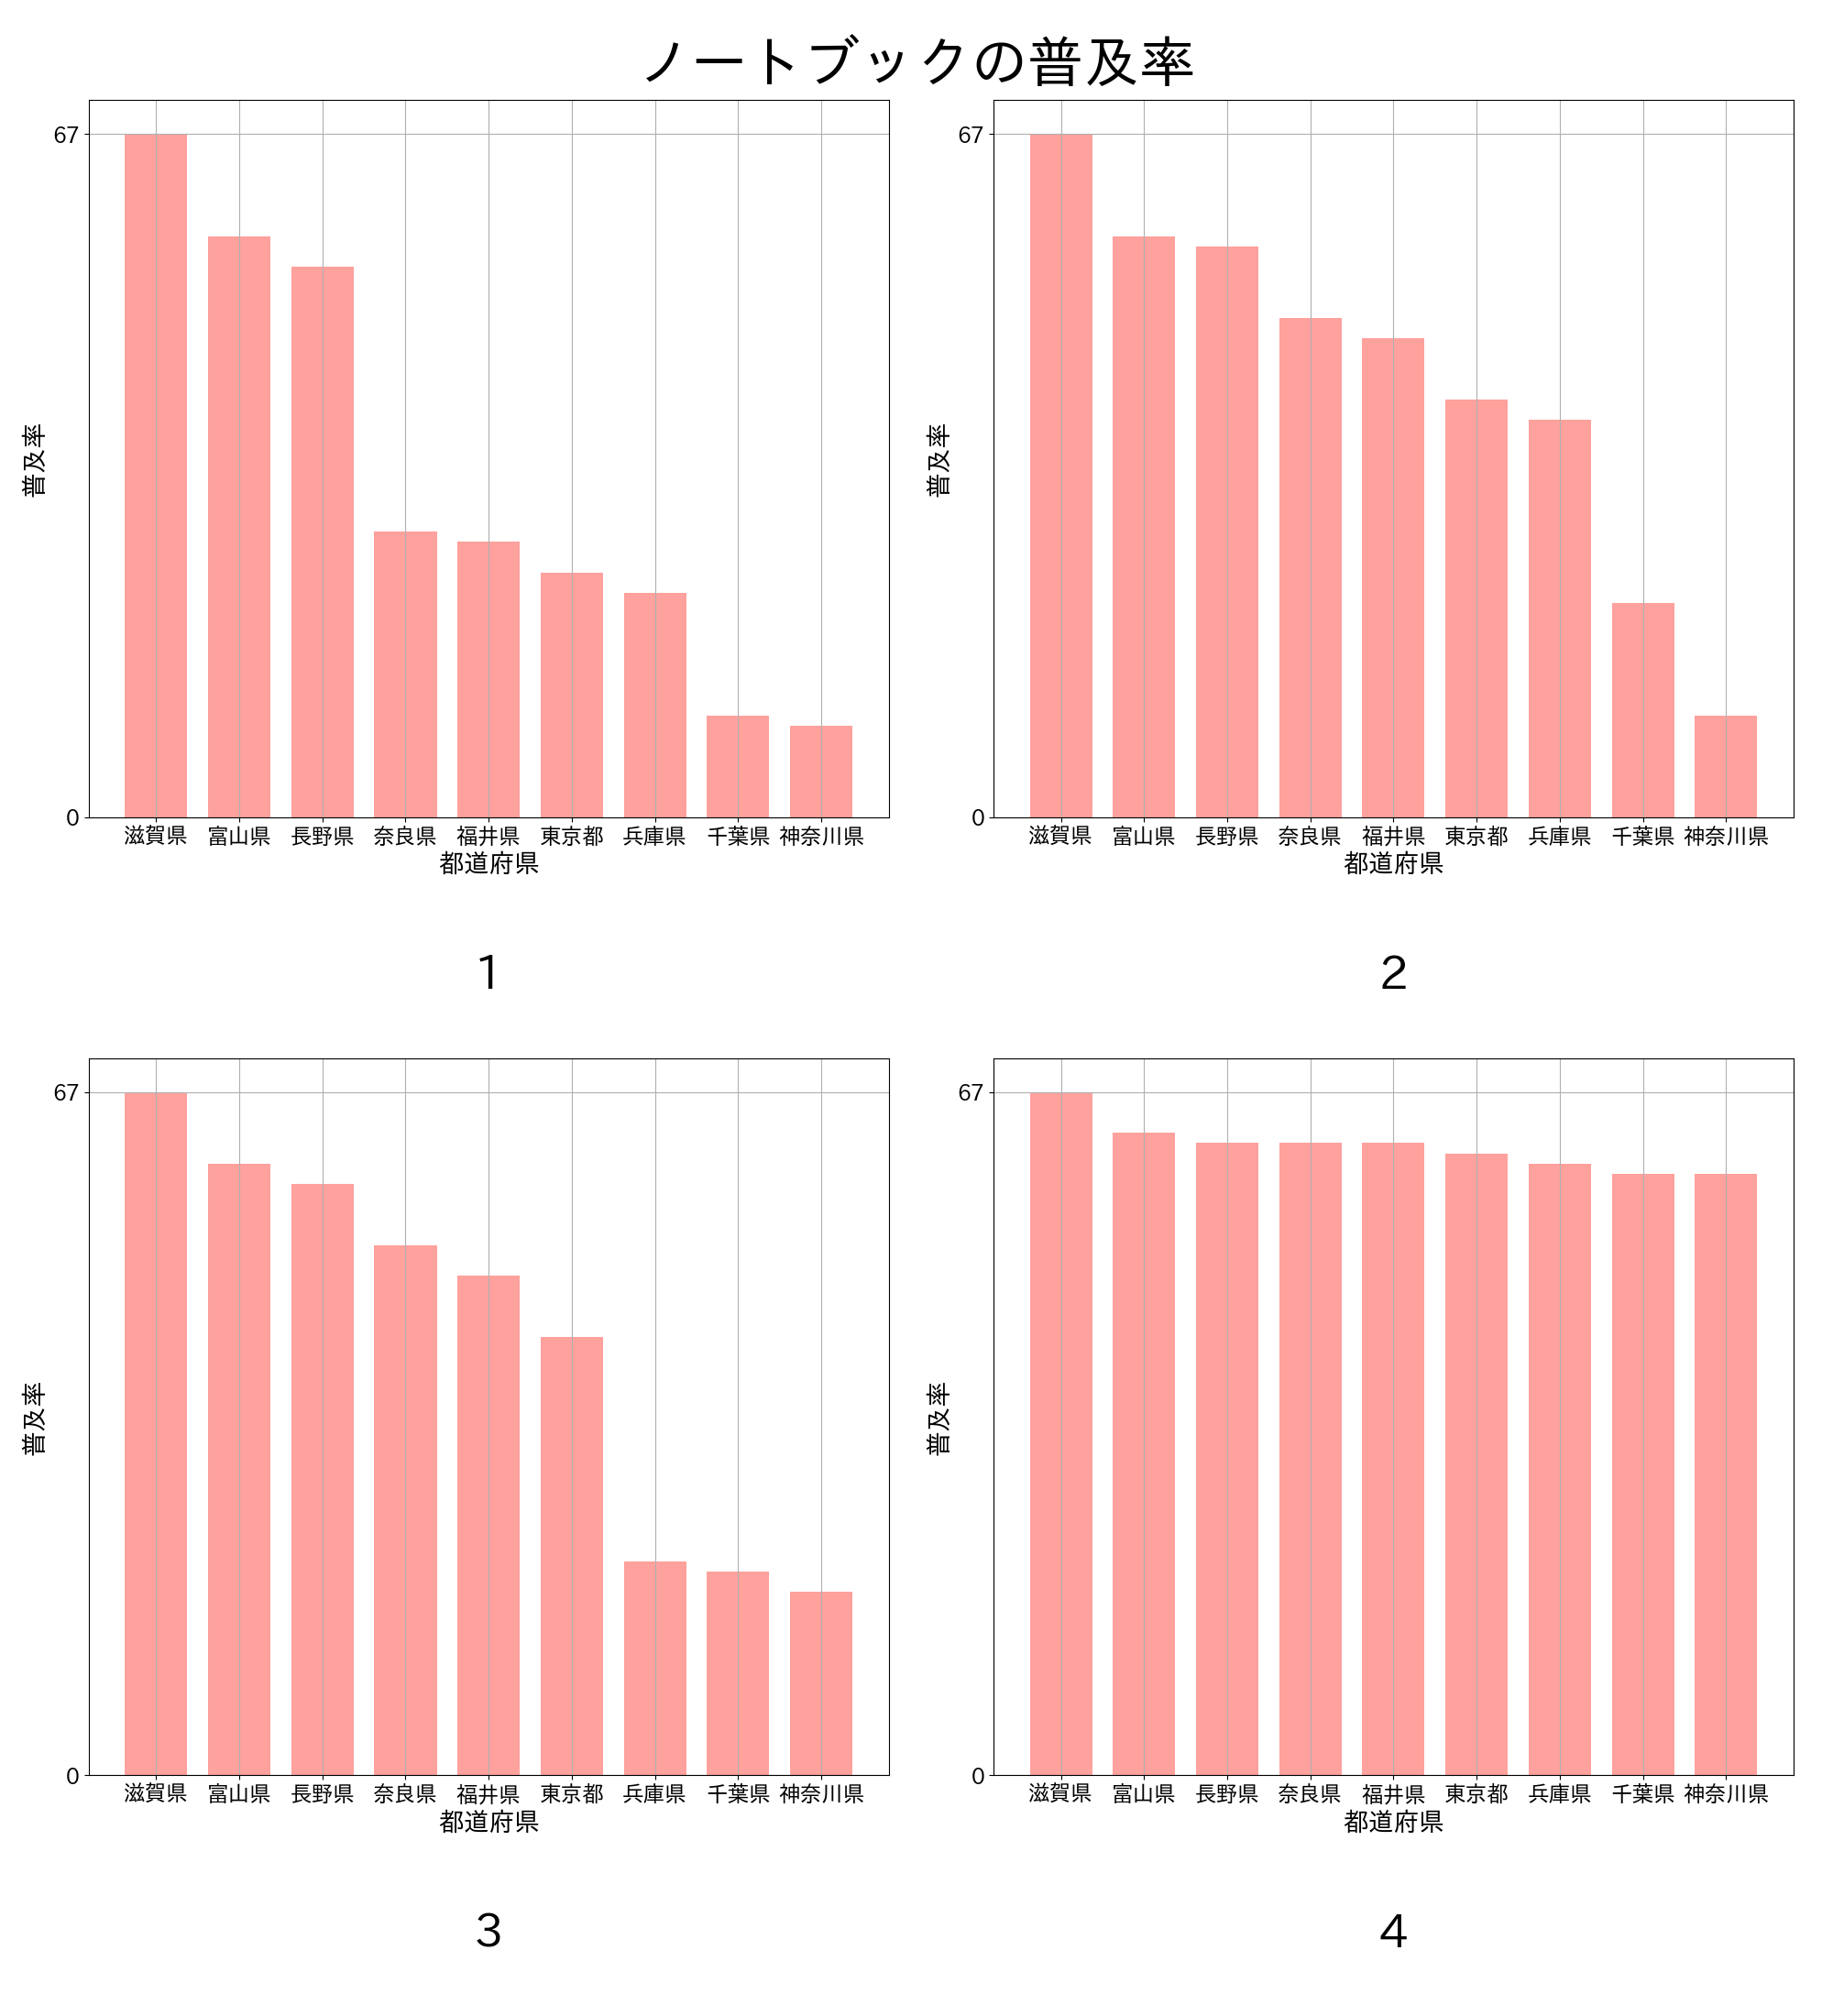 ノートブックの普及率
67
0
普及率
滋賀県 富山県 長野県 奈良県 福井県 東京都 兵庫県 千葉県 神奈川県
都道府県
1
67
0
普及率
滋賀県 富山県 長野県 奈良県 福井県 東京都 兵庫県 千葉県 神奈川県
都道府県
2
67
0
普及率
滋賀県 富山県 長野県 奈良県 福井県 東京都 兵庫県 千葉県 神奈川県
都道府県
3
67
0
普及率
滋賀県 富山県 長野県 奈良県 福井県 東京都 兵庫県 千葉県 神奈川県
都道府県
4